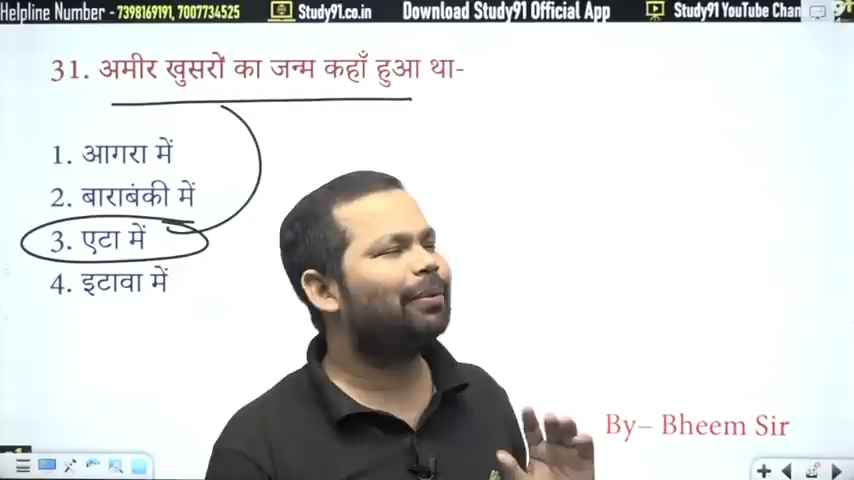 Helpline Number - 7398169191, 7007734525 Study91.co.in Download Study91 Official App Study91 YouTube Chan
31. अमीर खुसरों का जन्म कहाँ हुआ था-
1. आगरा में
2. बाराबंकी में
3. एटा में
4. इटावा में
By– Bheem Sir